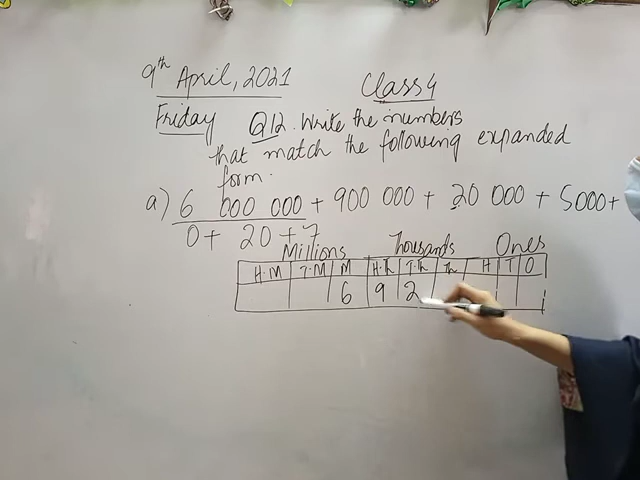 9th April, 2021 Class 4
Friday Q12. Write the numbers
that match the following expanded
form.
a) 6 000 000 + 900 000 + 20 000 + 5000+
0+ 20 +7
Millions Thousands Ones
H.M T.M M H.Th T.Th Th H T O
6 9 2